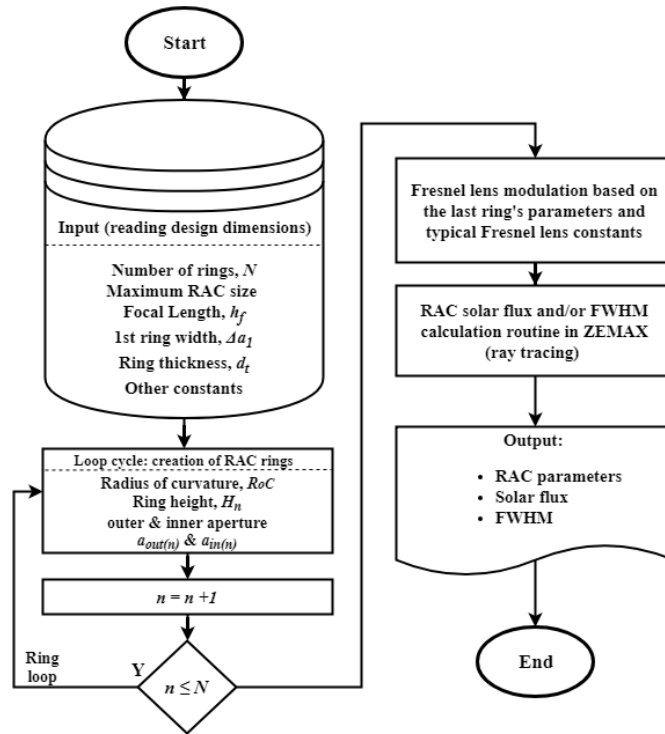 Start
Input (reading design dimensions)
Number of rings, N
Maximum RAC size
Focal Length, h_f
1st ring width, Δa_1
Ring thickness, d_t
Other constants
Loop cycle: creation of RAC rings
Radius of curvature, RoC
Ring height, H_n
outer & inner aperture
a_out(n) & a_in(n)
n = n +1
Ring
loop
Y
n ≤ N
Fresnel lens modulation based on
the last ring's parameters and
typical Fresnel lens constants
RAC solar flux and/or FWHM
calculation routine in ZEMAX
(ray tracing)
Output:
• RAC parameters
• Solar flux
• FWHM
End